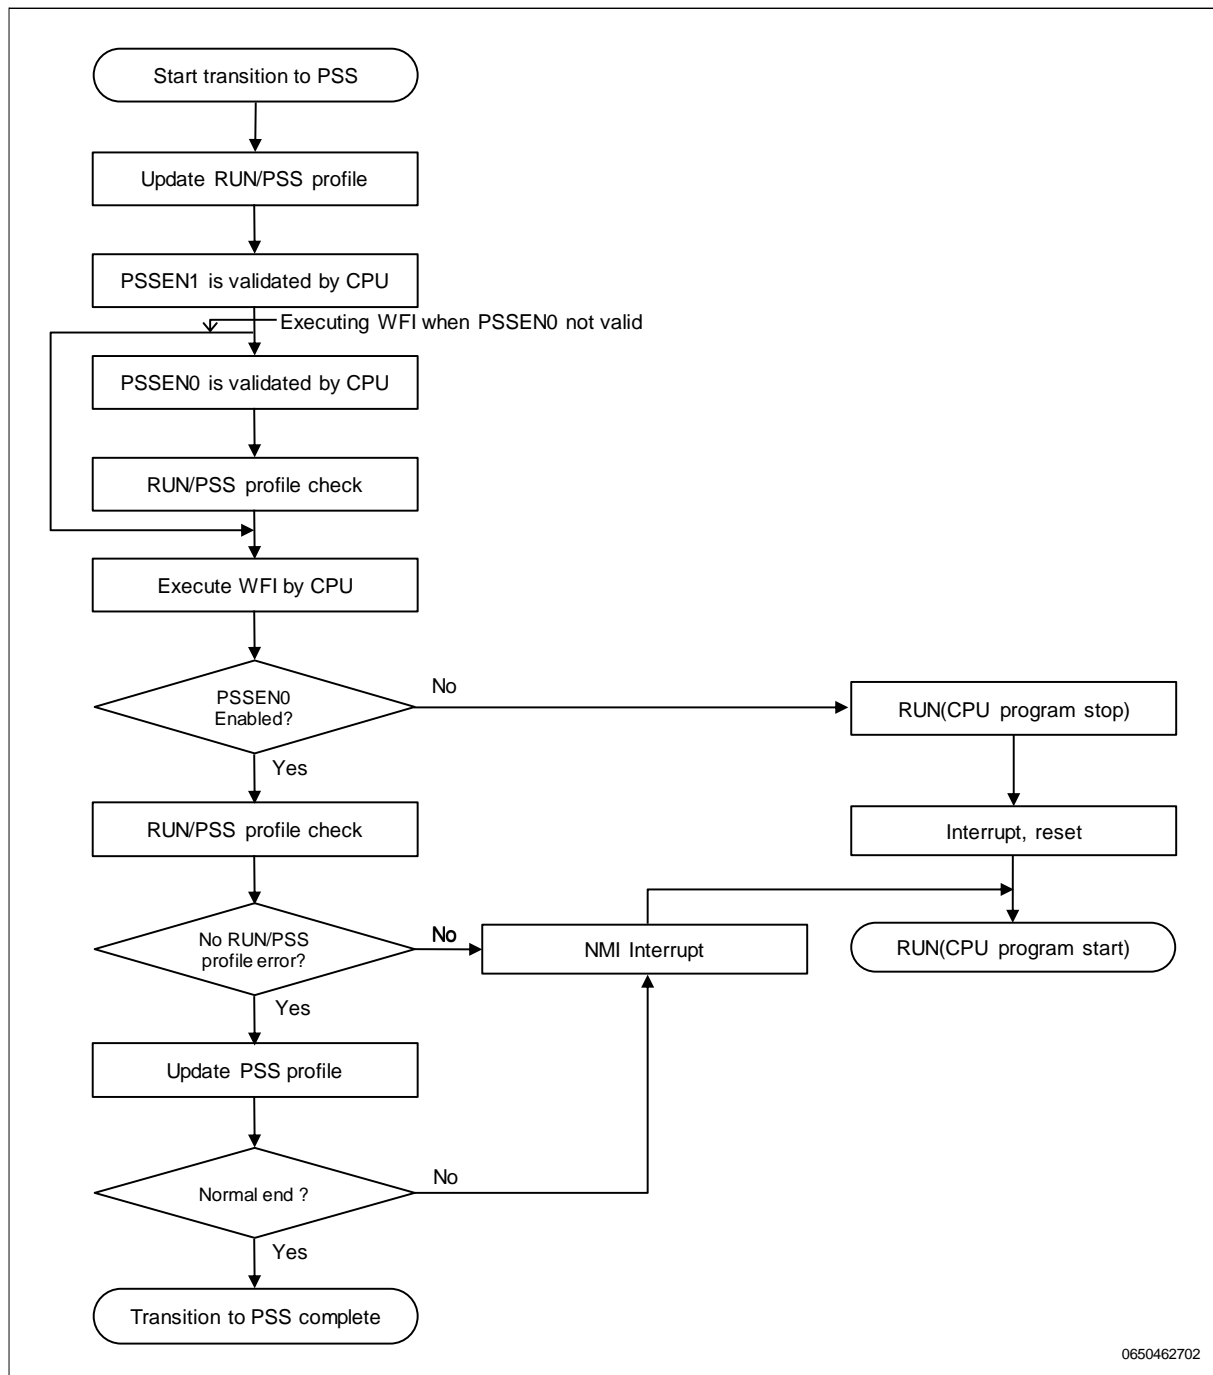 Start transition to PSS
Update RUN/PSS profile
PSSEN1 is validated by CPU
Executing WFI when PSSEN0 not valid
PSSEN0 is validated by CPU
RUN/PSS profile check
Execute WFI by CPU
PSSEN0
Enabled?
No
Yes
RUN(CPU program stop)
RUN/PSS profile check
Interrupt, reset
No RUN/PSS
profile error?
No
Yes
NMI Interrupt
RUN(CPU program start)
Update PSS profile
Normal end ?
No
Yes
Transition to PSS complete
0650462702